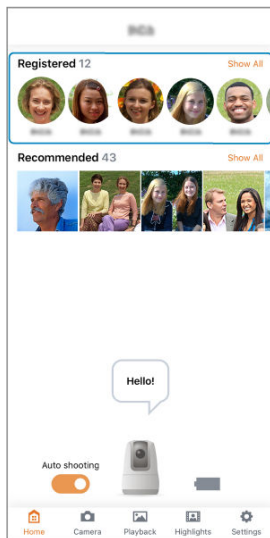 Registered 12 Show All
Recommended 43 Show All
Hello!
Auto shooting
Home Camera Playback Highlights Settings